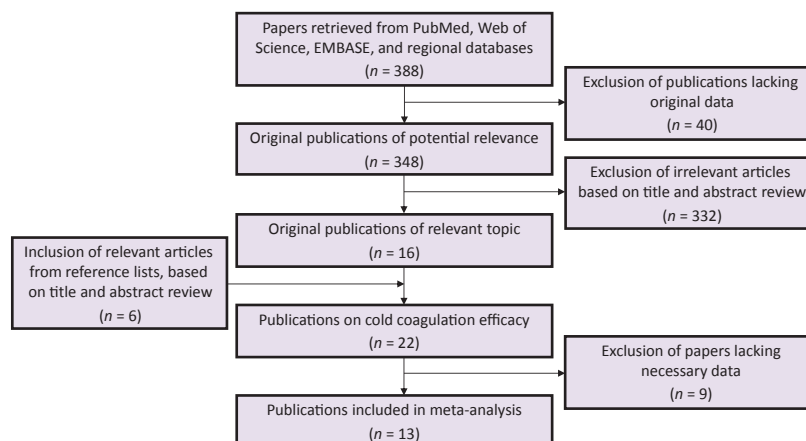 Papers retrieved from PubMed, Web of
Science, EMBASE, and regional databases
(n = 388)
Exclusion of publications lacking
original data
(n = 40)
Original publications of potential relevance
(n = 348)
Exclusion of irrelevant articles
based on title and abstract review
(n = 332)
Original publications of relevant topic
(n = 16)
Inclusion of relevant articles
from reference lists, based
on title and abstract review
(n = 6)
Publications on cold coagulation efficacy
(n = 22)
Exclusion of papers lacking
necessary data
(n = 9)
Publications included in meta-analysis
(n = 13)